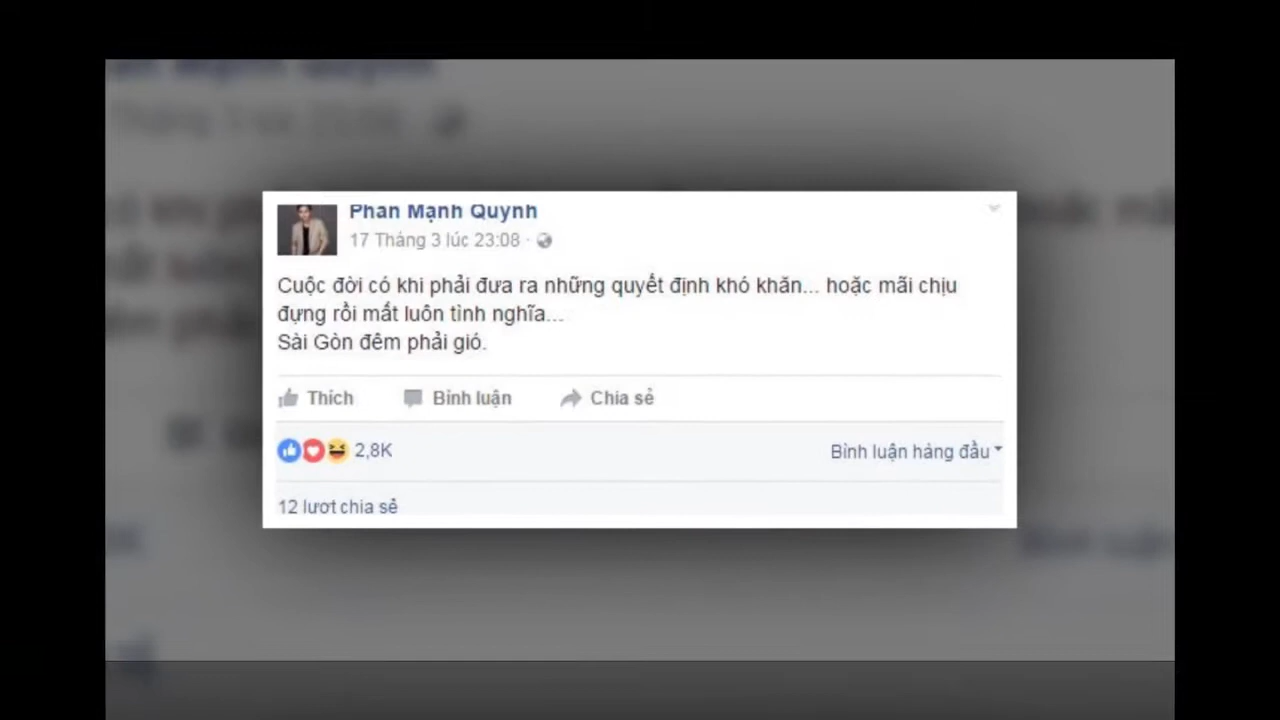 Phan Mạnh Quỳnh
17 Tháng 3 lúc 23:08 ·
Cuộc đời có khi phải đưa ra những quyết định khó khăn... hoặc mãi chịu
đựng rồi mất luôn tình nghĩa...
Sài Gòn đêm phải gió.
Thích Bình luận Chia sẻ
2,8K Bình luận hàng đầu
12 lượt chia sẻ